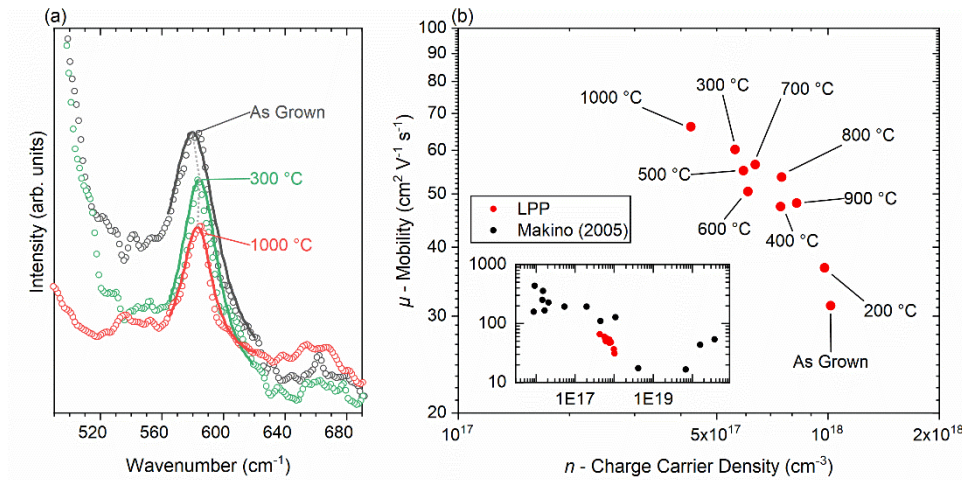 (a)
As Grown
300 °C
1000 °C
Intensity (arb. units)
520 560 600 640 680
Wavenumber (cm⁻¹)
(b)
100
90
80
70
60
50
40
30
20
μ - Mobility (cm² V⁻¹ s⁻¹)
1000 °C
300 °C
700 °C
800 °C
500 °C
600 °C
400 °C
900 °C
200 °C
As Grown
LPP
Makino (2005)
1000
100
10
1E17 1E19
10¹⁷ 5x10¹⁷ 10¹⁸ 2x10¹⁸
n - Charge Carrier Density (cm⁻³)